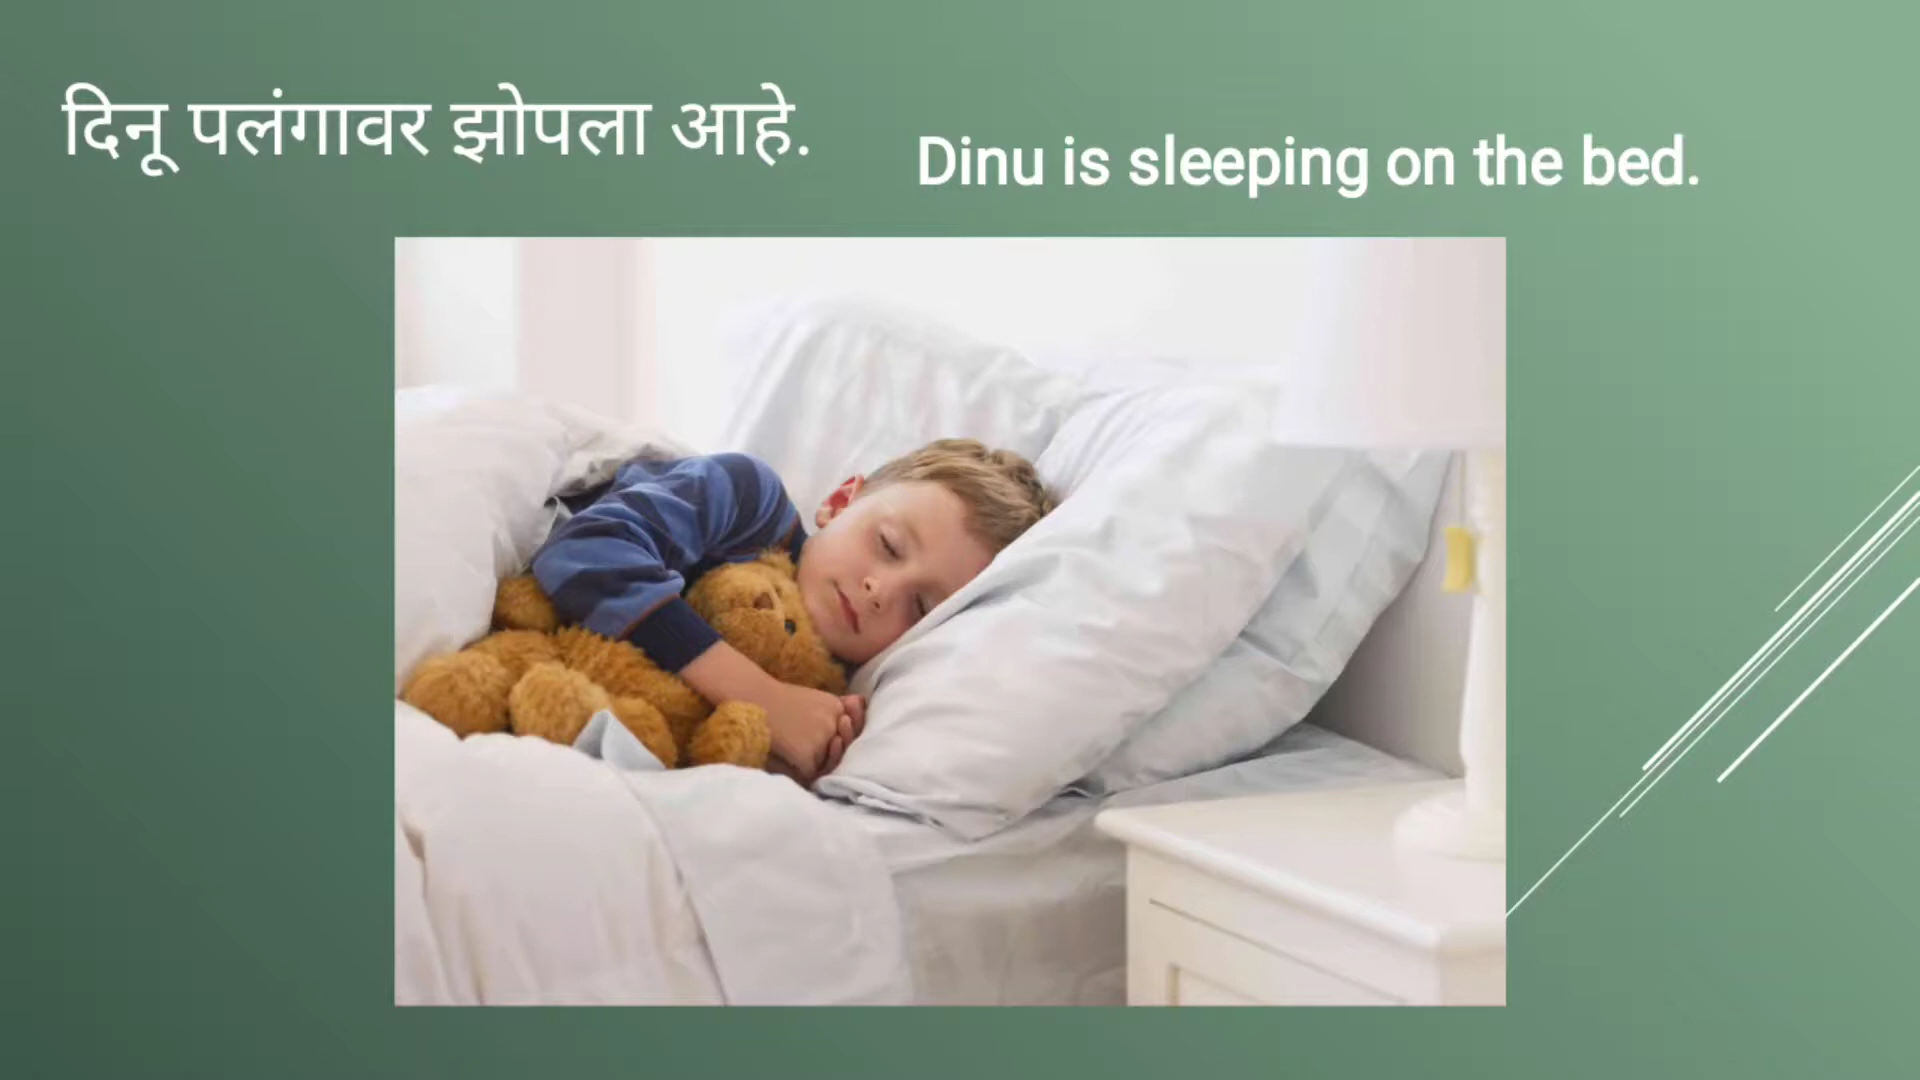 दिनू पलंगावर झोपला आहे.
Dinu is sleeping on the bed.